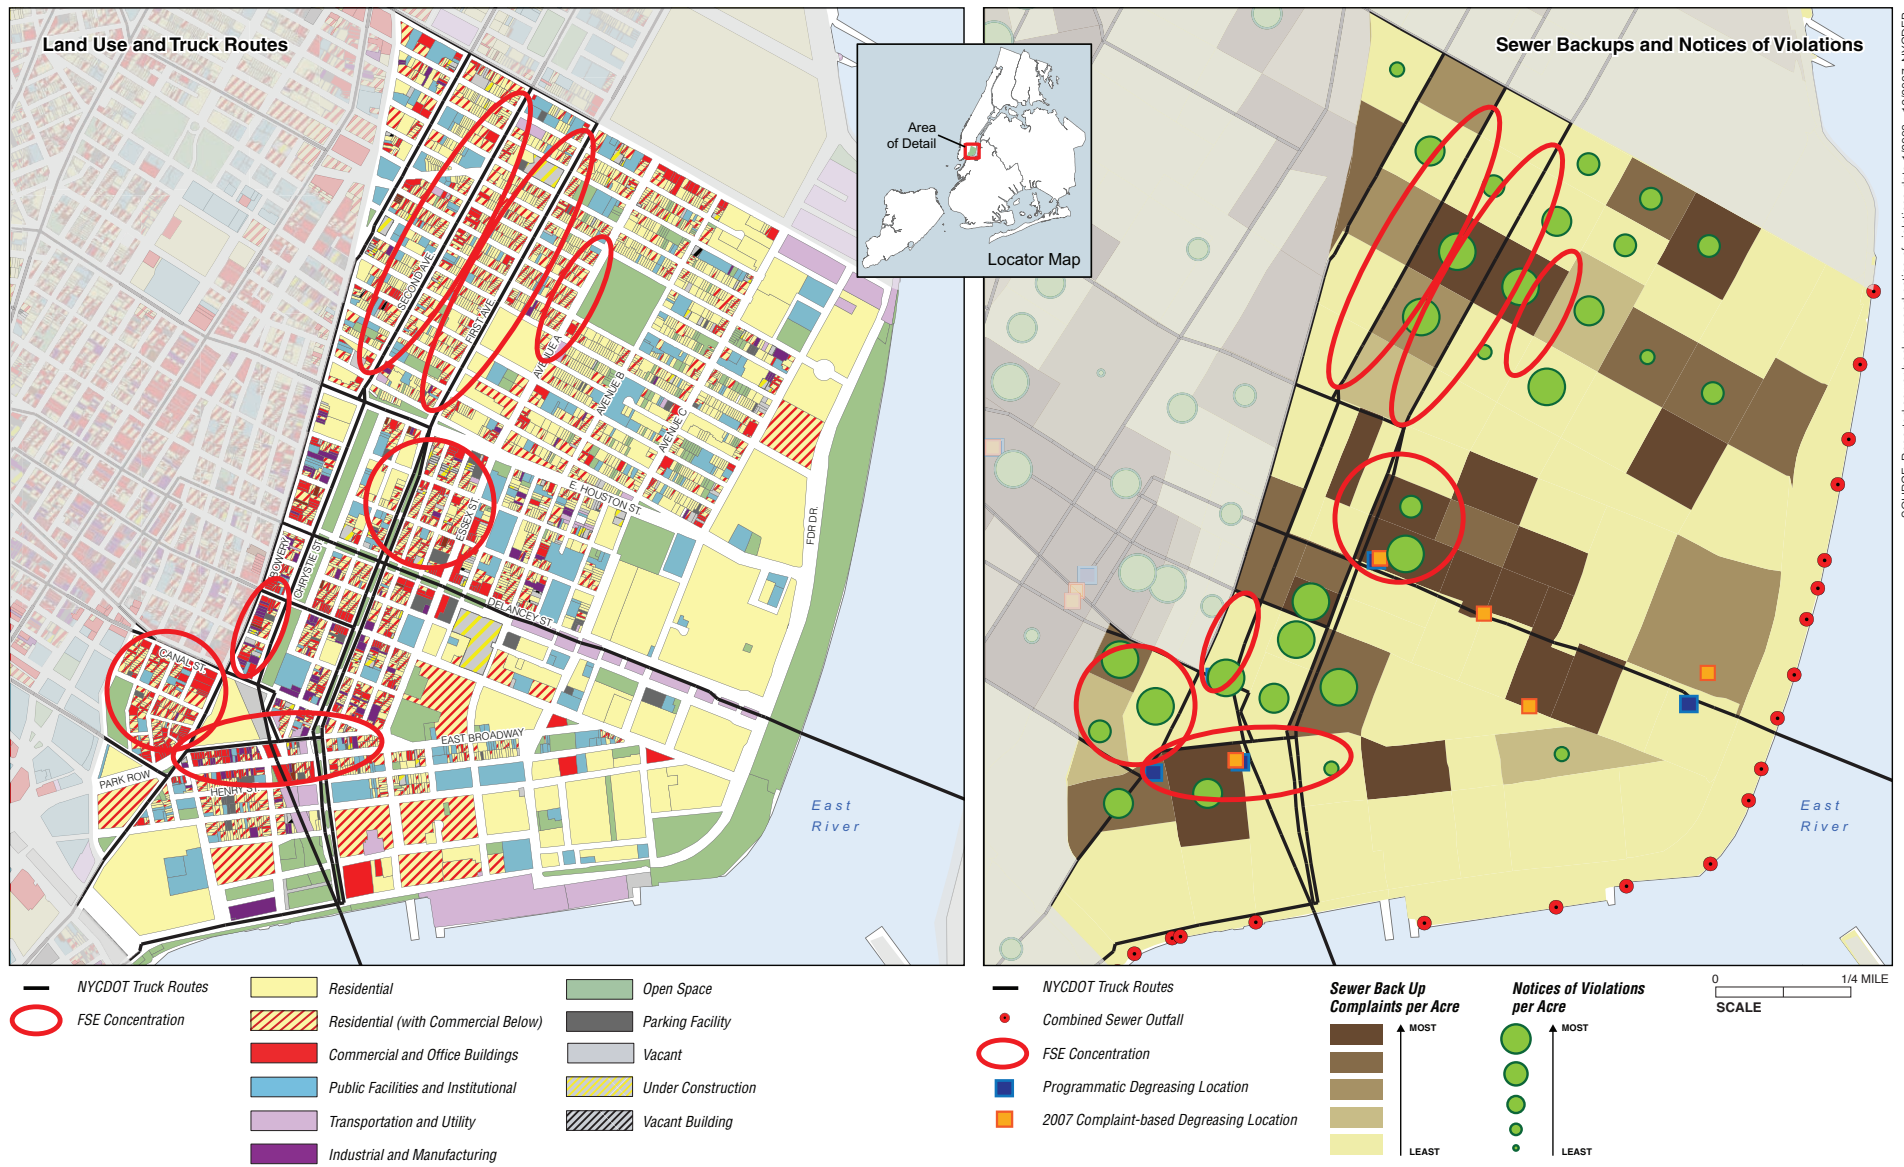 Land Use and Truck Routes
SECOND AVE.
FIRST AVE.
AVENUE A
AVENUE B
AVENUE C
E. HOUSTON ST.
FDR DR.
ESSEX ST.
BOWERY
CHRYSTIE ST.
DELANCEY ST.
CANAL ST.
EAST BROADWAY
PARK ROW
HENRY ST.
East
River
Area
of Detail
Locator Map
Sewer Backups and Notices of Violations
East
River
NYCDOT Truck Routes
FSE Concentration
Residential
Residential (with Commercial Below)
Commercial and Office Buildings
Public Facilities and Institutional
Transportation and Utility
Industrial and Manufacturing
Open Space
Parking Facility
Vacant
Under Construction
Vacant Building
NYCDOT Truck Routes
Combined Sewer Outfall
FSE Concentration
Programmatic Degreasing Location
2007 Complaint-based Degreasing Location
Sewer Back Up
Complaints per Acre
MOST
LEAST
Notices of Violations
per Acre
MOST
LEAST
0 1/4 MILE
SCALE